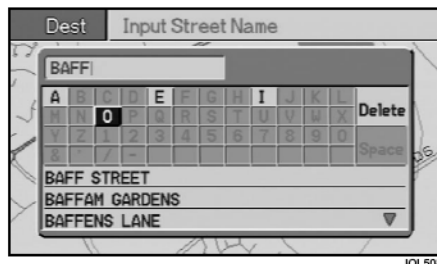 Dest Input Street Name
BAFF
A B C D E F G H I J K L
M N O P Q R S T U V W X Delete
Y Z 1 2 3 4 5 6 7 8 9 0
& ' / - Space
BAFF STREET
BAFFAM GARDENS
BAFFENS LANE